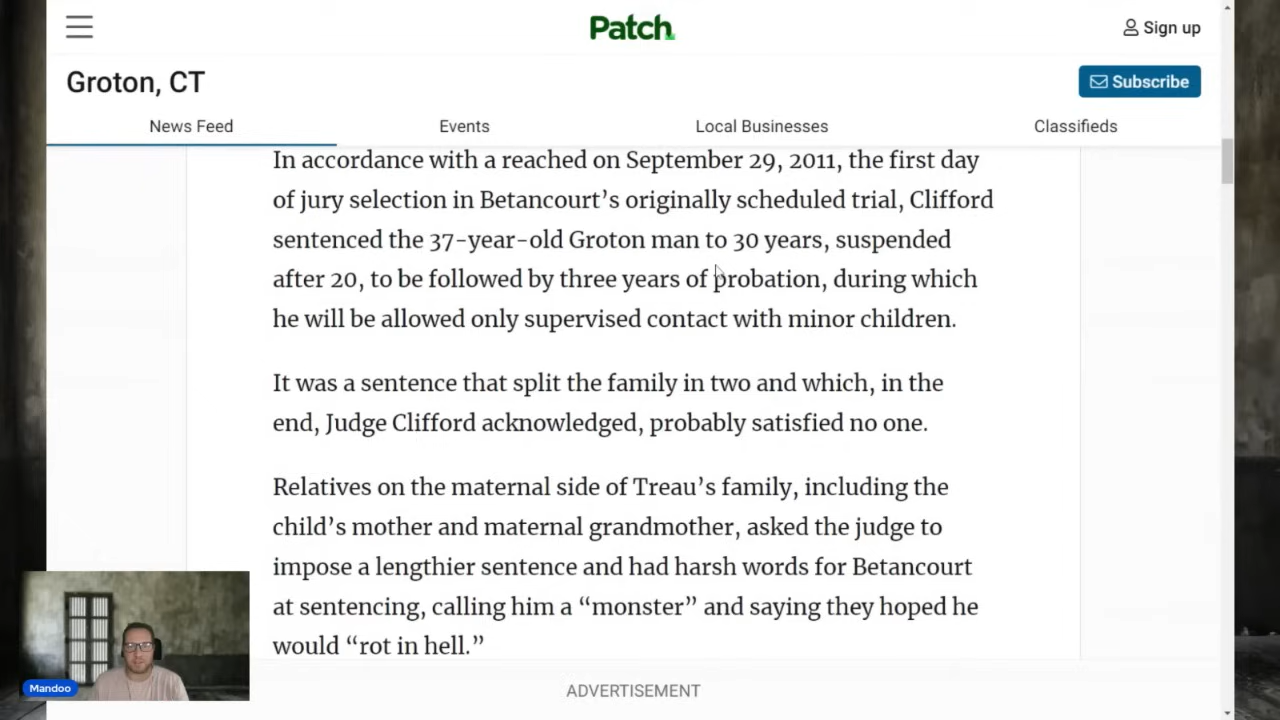 Patch
Sign up
Groton, CT
Subscribe
News Feed
Events
Local Businesses
Classifieds
In accordance with a reached on September 29, 2011, the first day
of jury selection in Betancourt’s originally scheduled trial, Clifford
sentenced the 37-year-old Groton man to 30 years, suspended
after 20, to be followed by three years of probation, during which
he will be allowed only supervised contact with minor children.
It was a sentence that split the family in two and which, in the
end, Judge Clifford acknowledged, probably satisfied no one.
Relatives on the maternal side of Treau’s family, including the
child’s mother and maternal grandmother, asked the judge to
impose a lengthier sentence and had harsh words for Betancourt
at sentencing, calling him a “monster” and saying they hoped he
would “rot in hell.”
Mandoo
ADVERTISEMENT